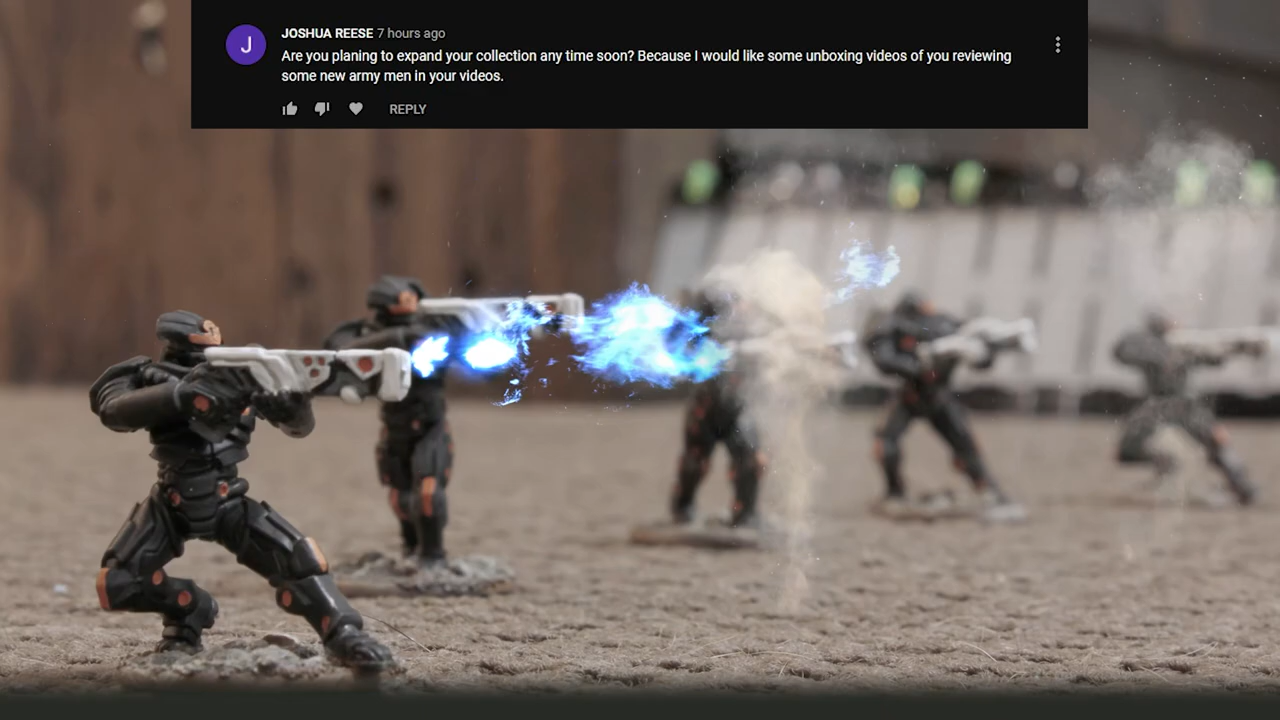 J
JOSHUA REESE 7 hours ago
Are you planing to expand your collection any time soon? Because I would like some unboxing videos of you reviewing
some new army men in your videos.
REPLY